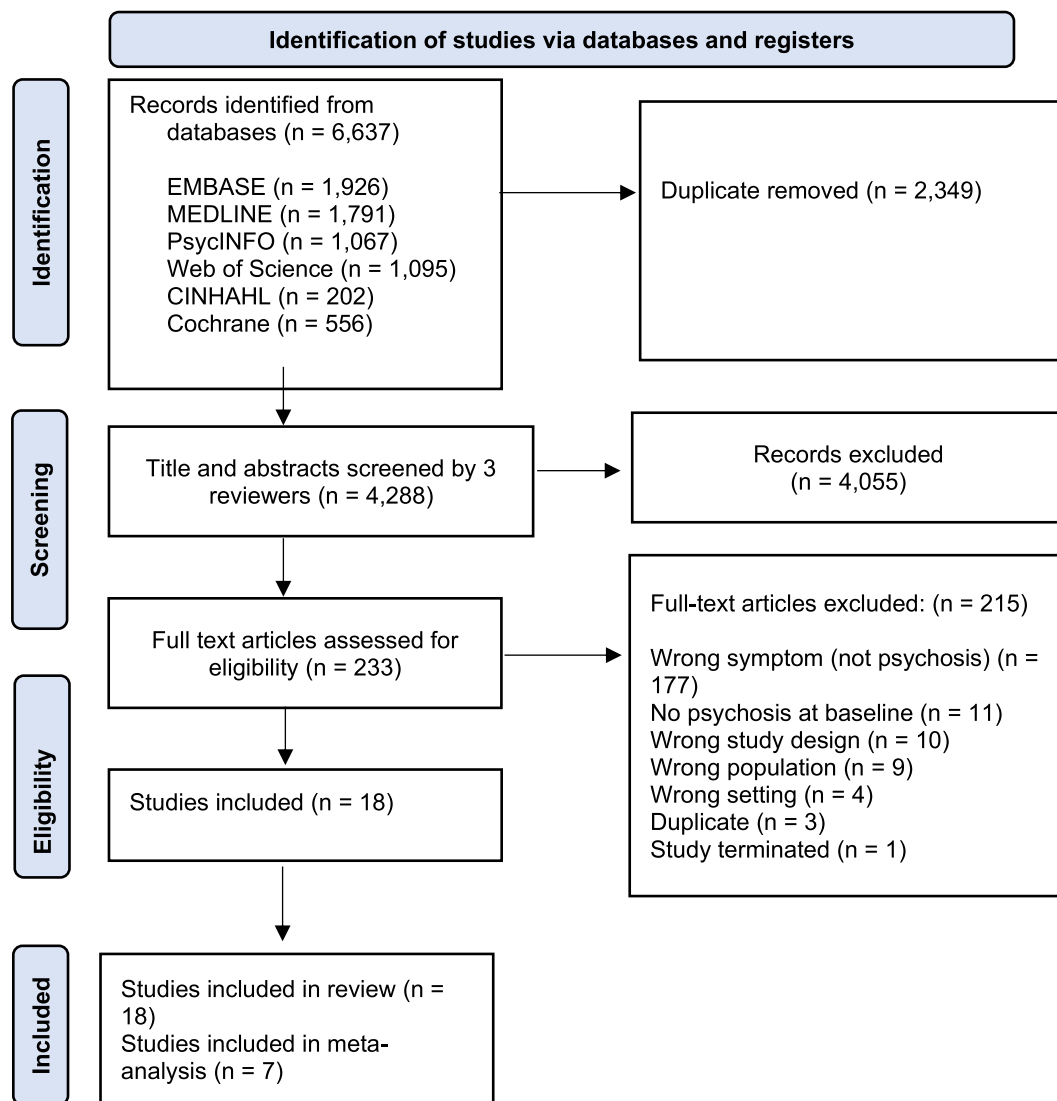 Identification of studies via databases and registers
Identification
Records identified from
databases (n = 6,637)
EMBASE (n = 1,926)
MEDLINE (n = 1,791)
PsycINFO (n = 1,067)
Web of Science (n = 1,095)
CINHAHL (n = 202)
Cochrane (n = 556)
Duplicate removed (n = 2,349)
Screening
Title and abstracts screened by 3
reviewers (n = 4,288)
Records excluded
(n = 4,055)
Full text articles assessed for
eligibility (n = 233)
Full-text articles excluded: (n = 215)
Wrong symptom (not psychosis) (n =
177)
No psychosis at baseline (n = 11)
Wrong study design (n = 10)
Wrong population (n = 9)
Wrong setting (n = 4)
Duplicate (n = 3)
Study terminated (n = 1)
Eligibility
Studies included (n = 18)
Included
Studies included in review (n =
18)
Studies included in meta-
analysis (n = 7)